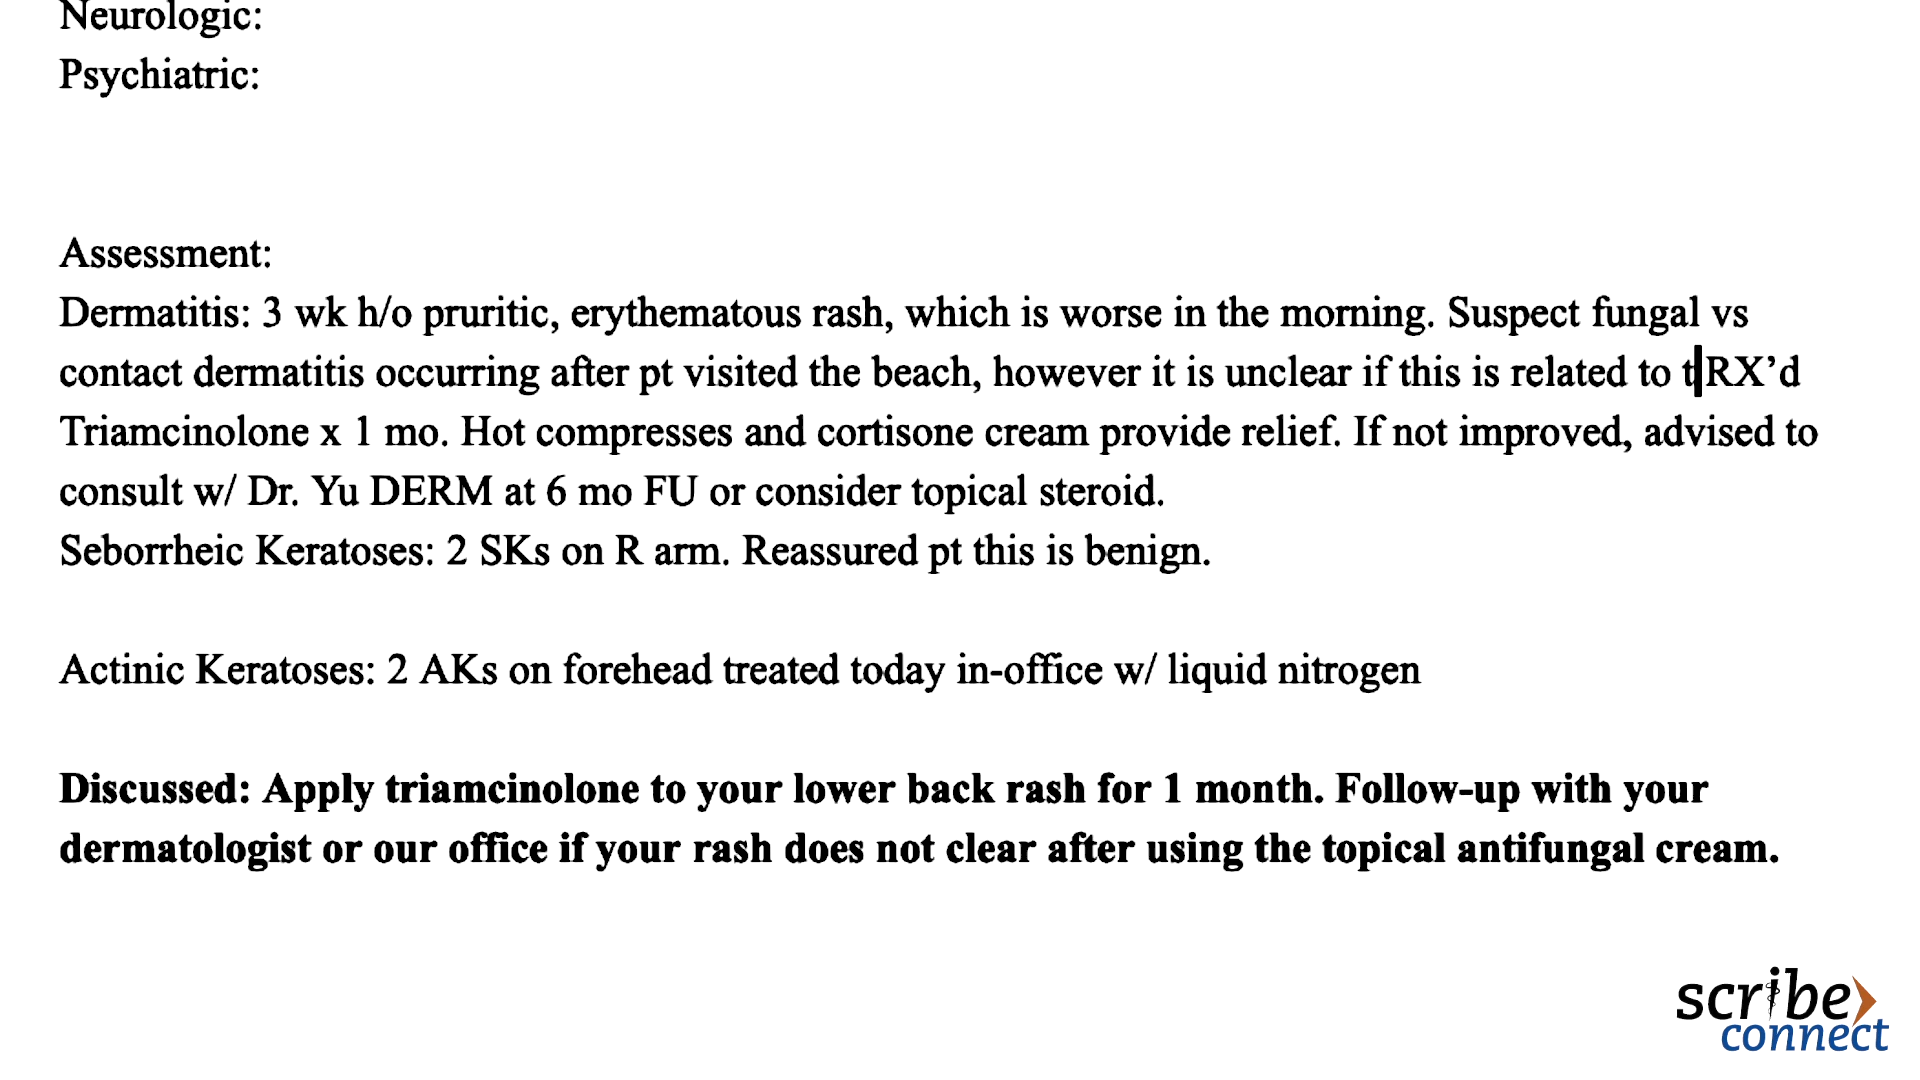 Neurologic:
Psychiatric:
Assessment:
Dermatitis: 3 wk h/o pruritic, erythematous rash, which is worse in the morning. Suspect fungal vs
contact dermatitis occurring after pt visited the beach, however it is unclear if this is related to tRX’d
Triamcinolone x 1 mo. Hot compresses and cortisone cream provide relief. If not improved, advised to
consult w/ Dr. Yu DERM at 6 mo FU or consider topical steroid.
Seborrheic Keratoses: 2 SKs on R arm. Reassured pt this is benign.
Actinic Keratoses: 2 AKs on forehead treated today in-office w/ liquid nitrogen
Discussed: Apply triamcinolone to your lower back rash for 1 month. Follow-up with your
dermatologist or our office if your rash does not clear after using the topical antifungal cream.
scribe
connect